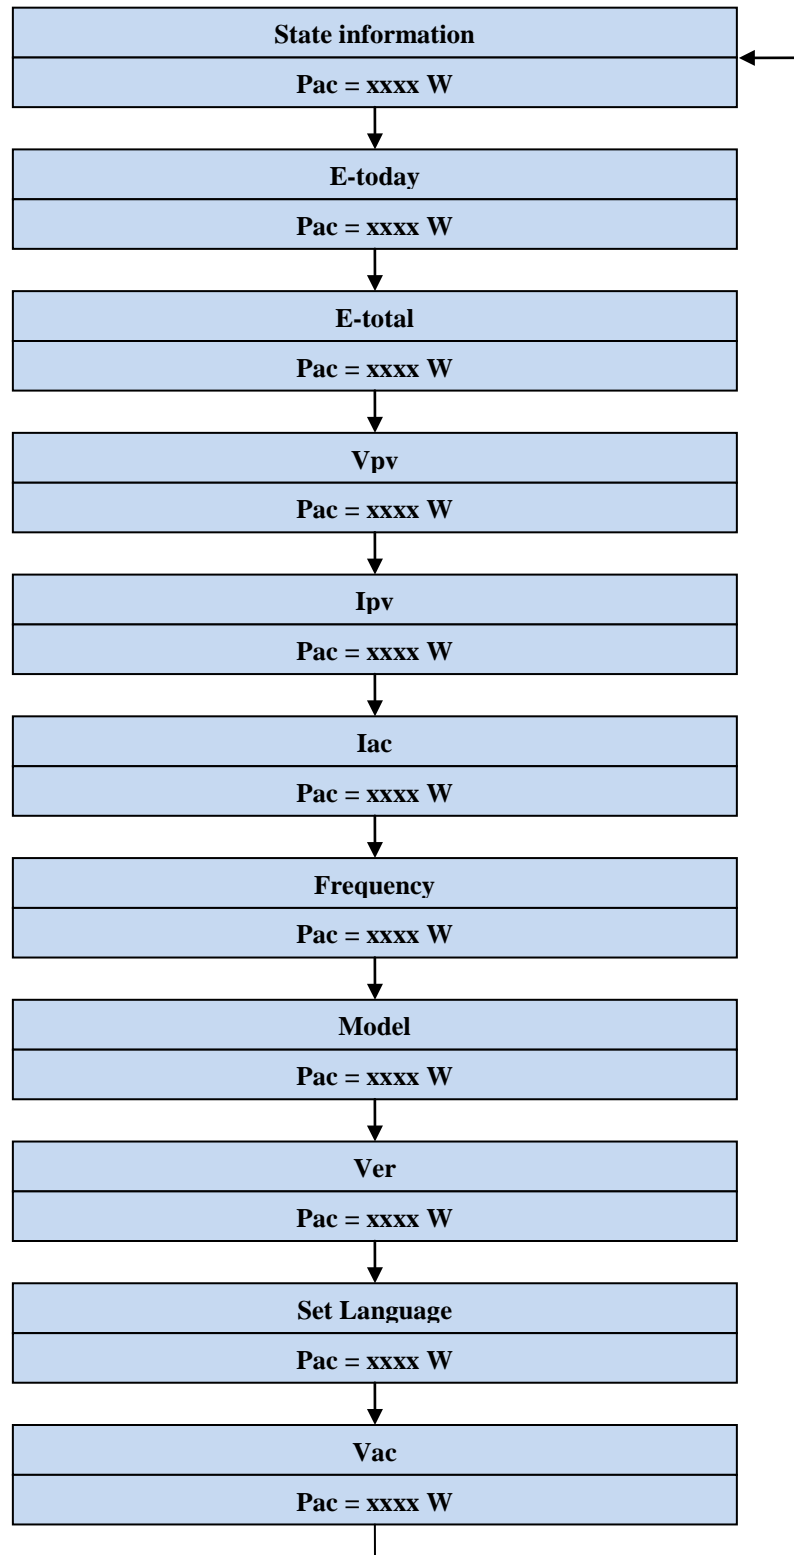 State information
Pac = xxxx W
E-today
Pac = xxxx W
E-total
Pac = xxxx W
Vpv
Pac = xxxx W
Ipv
Pac = xxxx W
Iac
Pac = xxxx W
Frequency
Pac = xxxx W
Model
Pac = xxxx W
Ver
Pac = xxxx W
Set Language
Pac = xxxx W
Vac
Pac = xxxx W